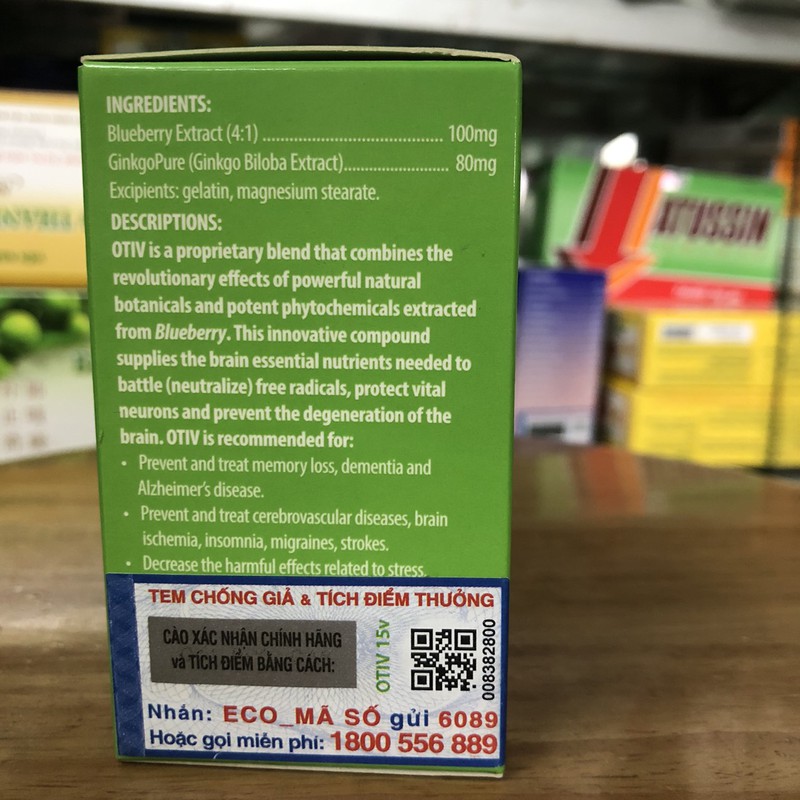 INGREDIENTS:
Blueberry Extract (4:1) ........................................ 100mg
GinkgoPure (Ginkgo Biloba Extract)....................... 80mg
Excipients: gelatin, magnesium stearate.
DESCRIPTIONS:
OTIV is a proprietary blend that combines the
revolutionary effects of powerful natural
botanicals and potent phytochemicals extracted
from Blueberry. This innovative compound
supplies the brain essential nutrients needed to
battle (neutralize) free radicals, protect vital
neurons and prevent the degeneration of the
brain. OTIV is recommended for:
• Prevent and treat memory loss, dementia and
Alzheimer's disease.
• Prevent and treat cerebrovascular diseases, brain
ischemia, insomnia, migraines, strokes.
• Decrease the harmful effects related to stress.
TEM CHỐNG GIẢ & TÍCH ĐIỂM THƯỞNG
CÀO XÁC NHẬN CHÍNH HÃNG
và TÍCH ĐIỂM BẰNG CÁCH:
OTIV 15v
008382800
Nhắn: ECO_MÃ SỐ gửi 6089
Hoặc gọi miễn phí: 1800 556 889
ATUSSIN